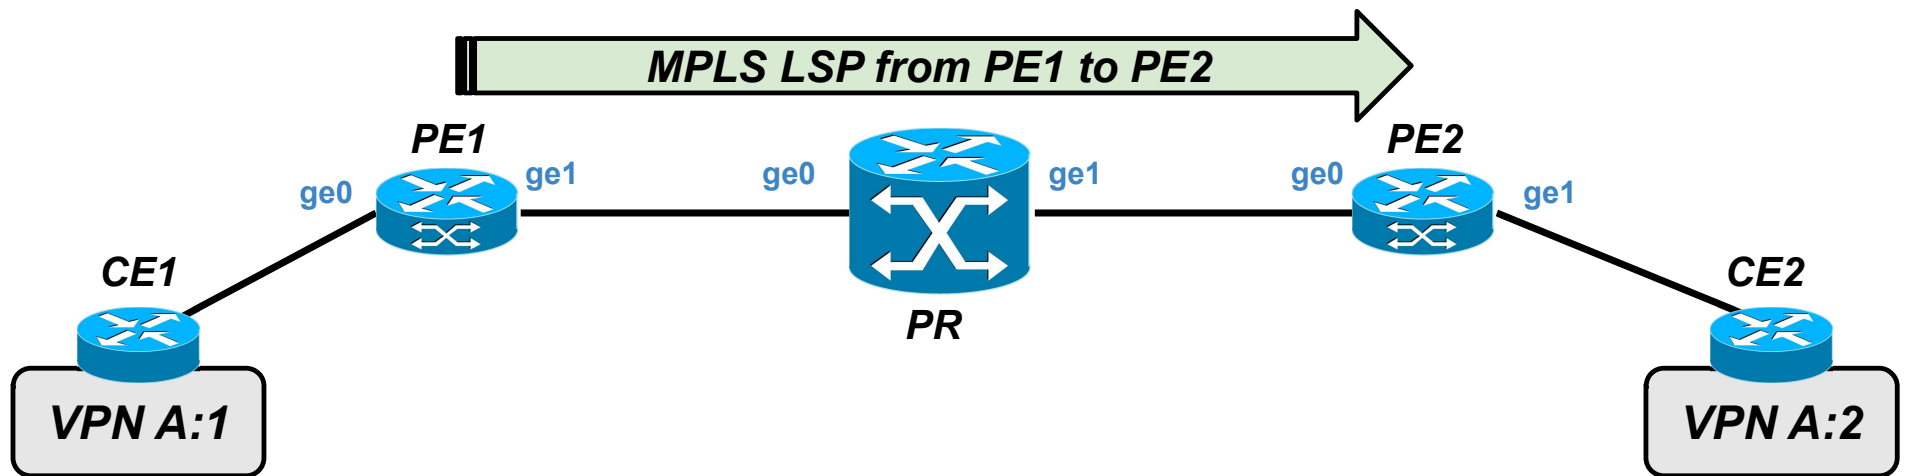 MPLS LSP from PE1 to PE2
PE1
PE2
ge0
ge1
ge0
ge1
ge0
ge1
CE1
CE2
PR
VPN A:1
VPN A:2